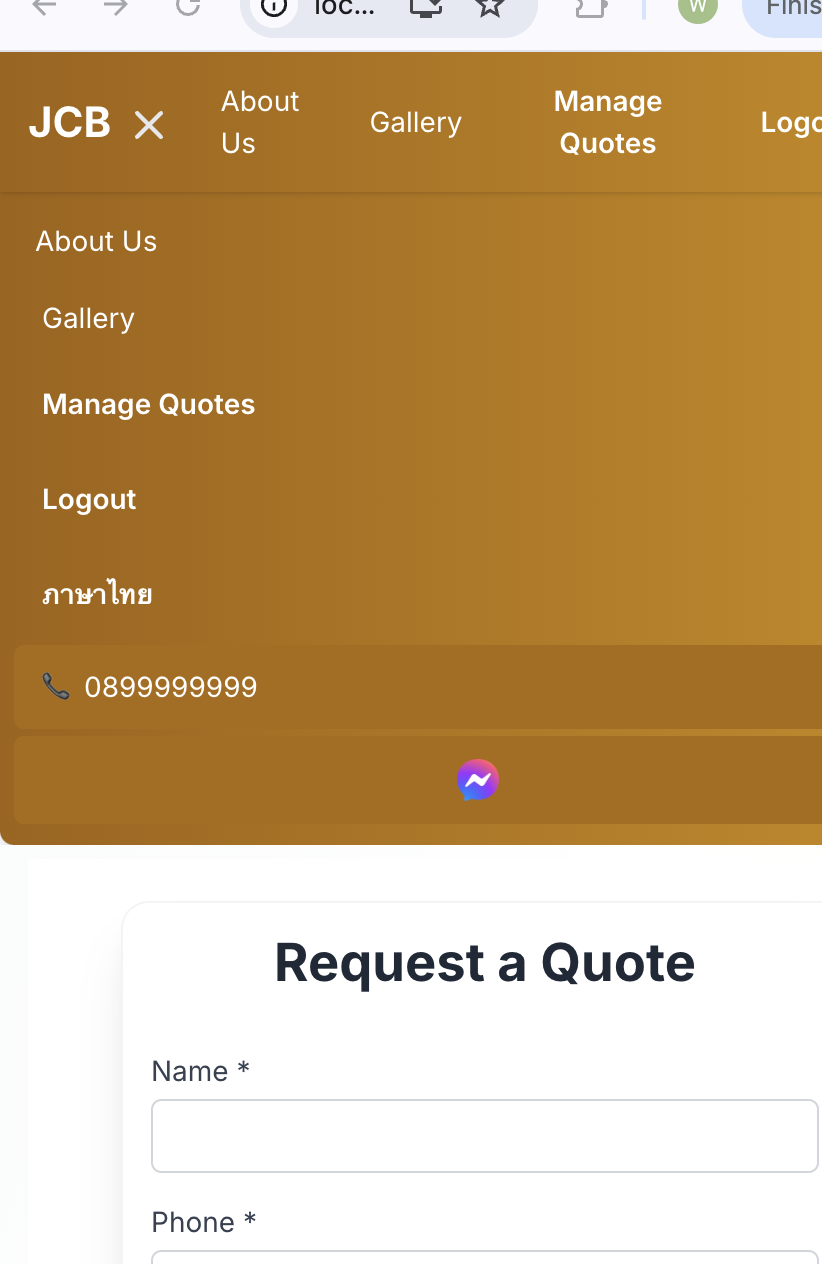 loc...
W
Finis
JCB
About
Us
Gallery
Manage
Quotes
Logo
About Us
Gallery
Manage Quotes
Logout
ภาษาไทย
0899999999
Request a Quote
Name *
Phone *